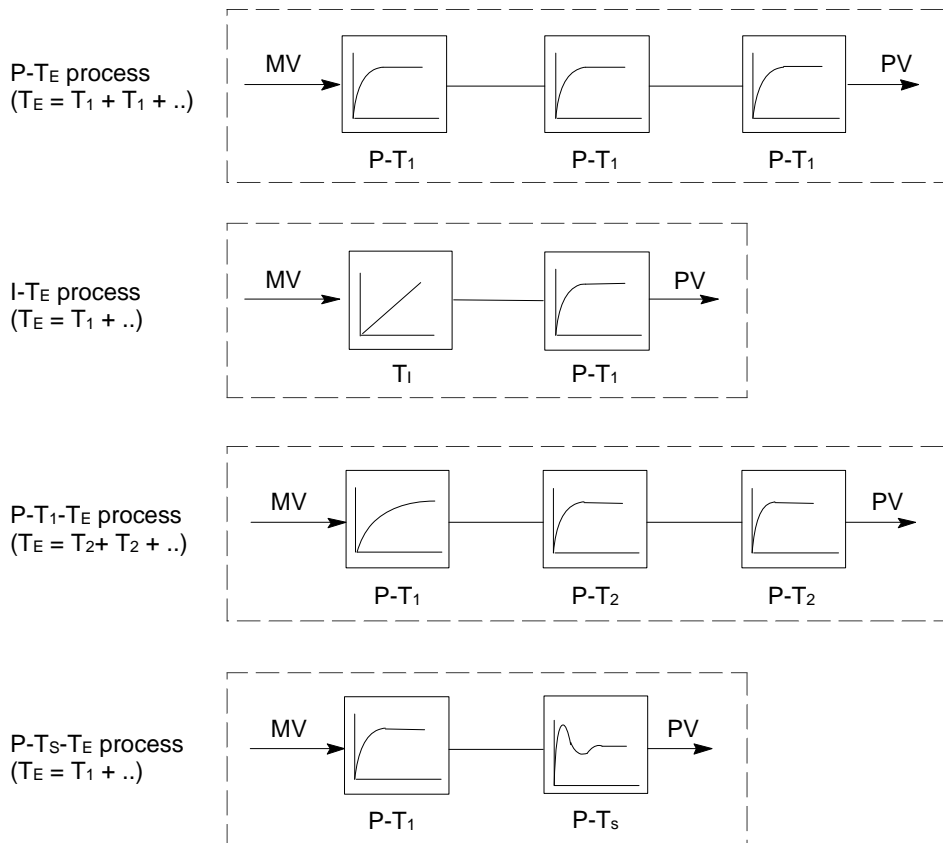 P-TE process
(TE = T1 + T1 + ..)
MV
PV
P-T1
P-T1
P-T1
I-TE process
(TE = T1 + ..)
MV
PV
TI
P-T1
P-T1-TE process
(TE = T2+ T2 + ..)
MV
PV
P-T1
P-T2
P-T2
P-TS-TE process
(TE = T1 + ..)
MV
PV
P-T1
P-Ts